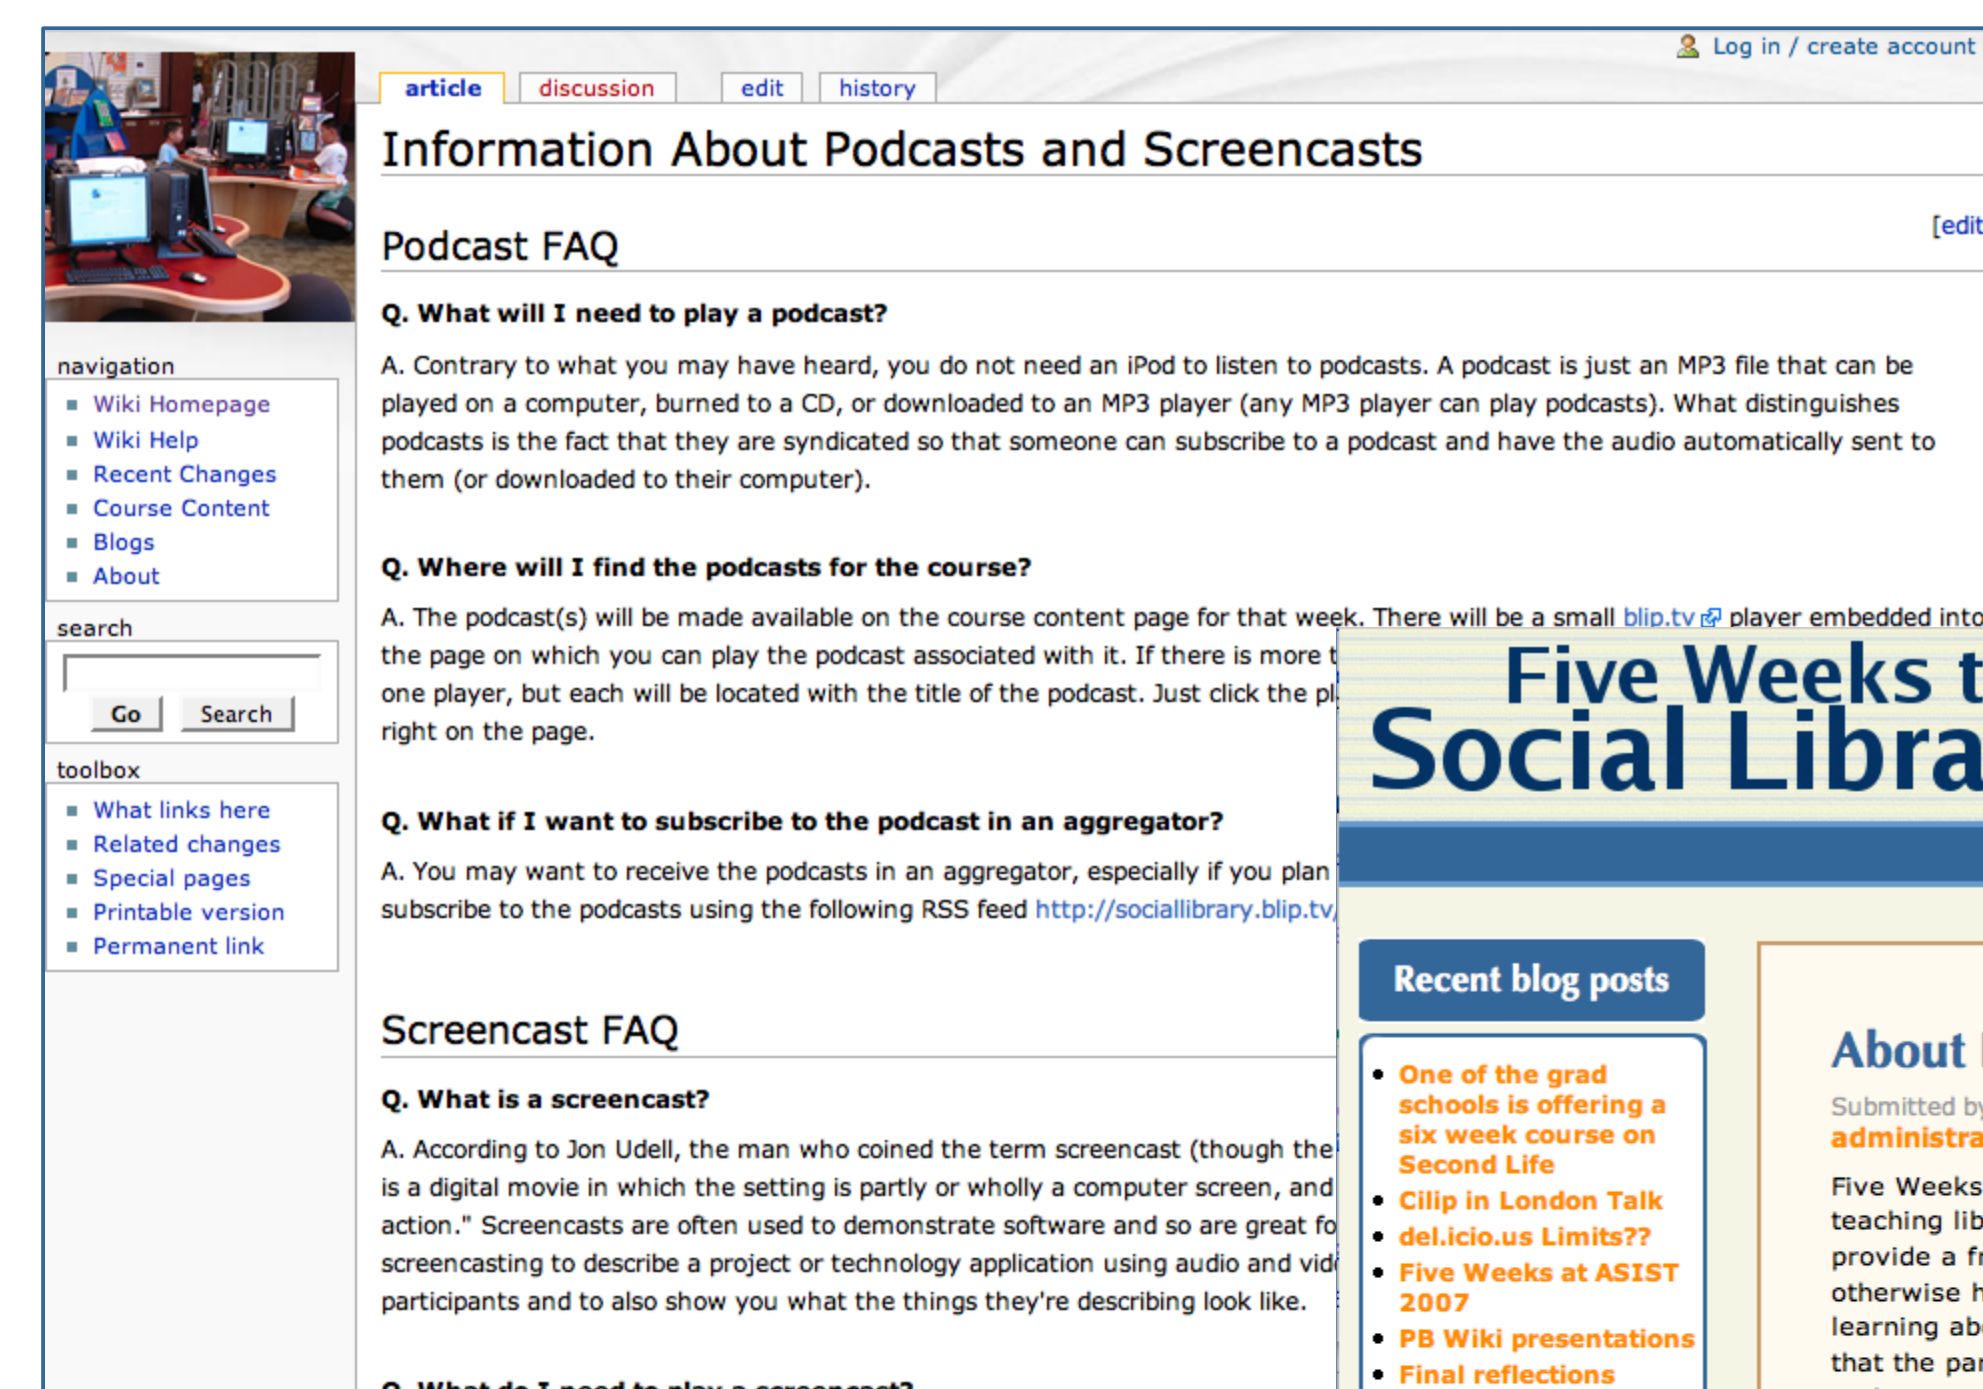 Log in / create account
article
discussion
edit
history
Information About Podcasts and Screencasts
[edit
Podcast FAQ
Q. What will I need to play a podcast?
A. Contrary to what you may have heard, you do not need an iPod to listen to podcasts. A podcast is just an MP3 file that can be
played on a computer, burned to a CD, or downloaded to an MP3 player (any MP3 player can play podcasts). What distinguishes
podcasts is the fact that they are syndicated so that someone can subscribe to a podcast and have the audio automatically sent to
them (or downloaded to their computer).
Q. Where will I find the podcasts for the course?
A. The podcast(s) will be made available on the course content page for that week. There will be a small blip.tv player embedded into
the page on which you can play the podcast associated with it. If there is more
one player, but each will be located with the title of the podcast. Just click the
right on the page.
Q. What if I want to subscribe to the podcast in an aggregator?
A. You may want to receive the podcasts in an aggregator, especially if you plan
subscribe to the podcasts using the following RSS feed http://sociallibrary.blip.tv/
Screencast FAQ
Q. What is a screencast?
A. According to Jon Udell, the man who coined the term screencast (though the
is a digital movie in which the setting is partly or wholly a computer screen, and
action." Screencasts are often used to demonstrate software and so are great
screencasting to describe a project or technology application using audio and
participants and to also show you what the things they're describing look like.
Q. What do I need to play a screencast?
navigation
Wiki Homepage
Wiki Help
Recent Changes
Course Content
Blogs
About
search
Go
Search
toolbox
What links here
Related changes
Special pages
Printable version
Permanent link
Five Weeks t
Social Libra
Recent blog posts
One of the grad
schools is offering a
six week course on
Second Life
Cilip in London Talk
del.icio.us Limits??
Five Weeks at ASIST
2007
PB Wiki presentations
Final reflections
About
Submitted by
administra
Five Weeks
teaching lib
provide a fr
otherwise h
learning ab
that the par